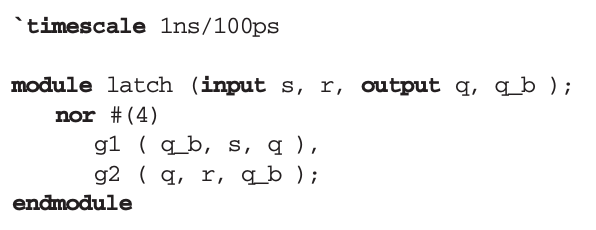 `timescale 1ns/100ps
module latch (input s, r, output q, q_b );
nor #(4)
g1 ( q_b, s, q ),
g2 ( q, r, q_b );
endmodule